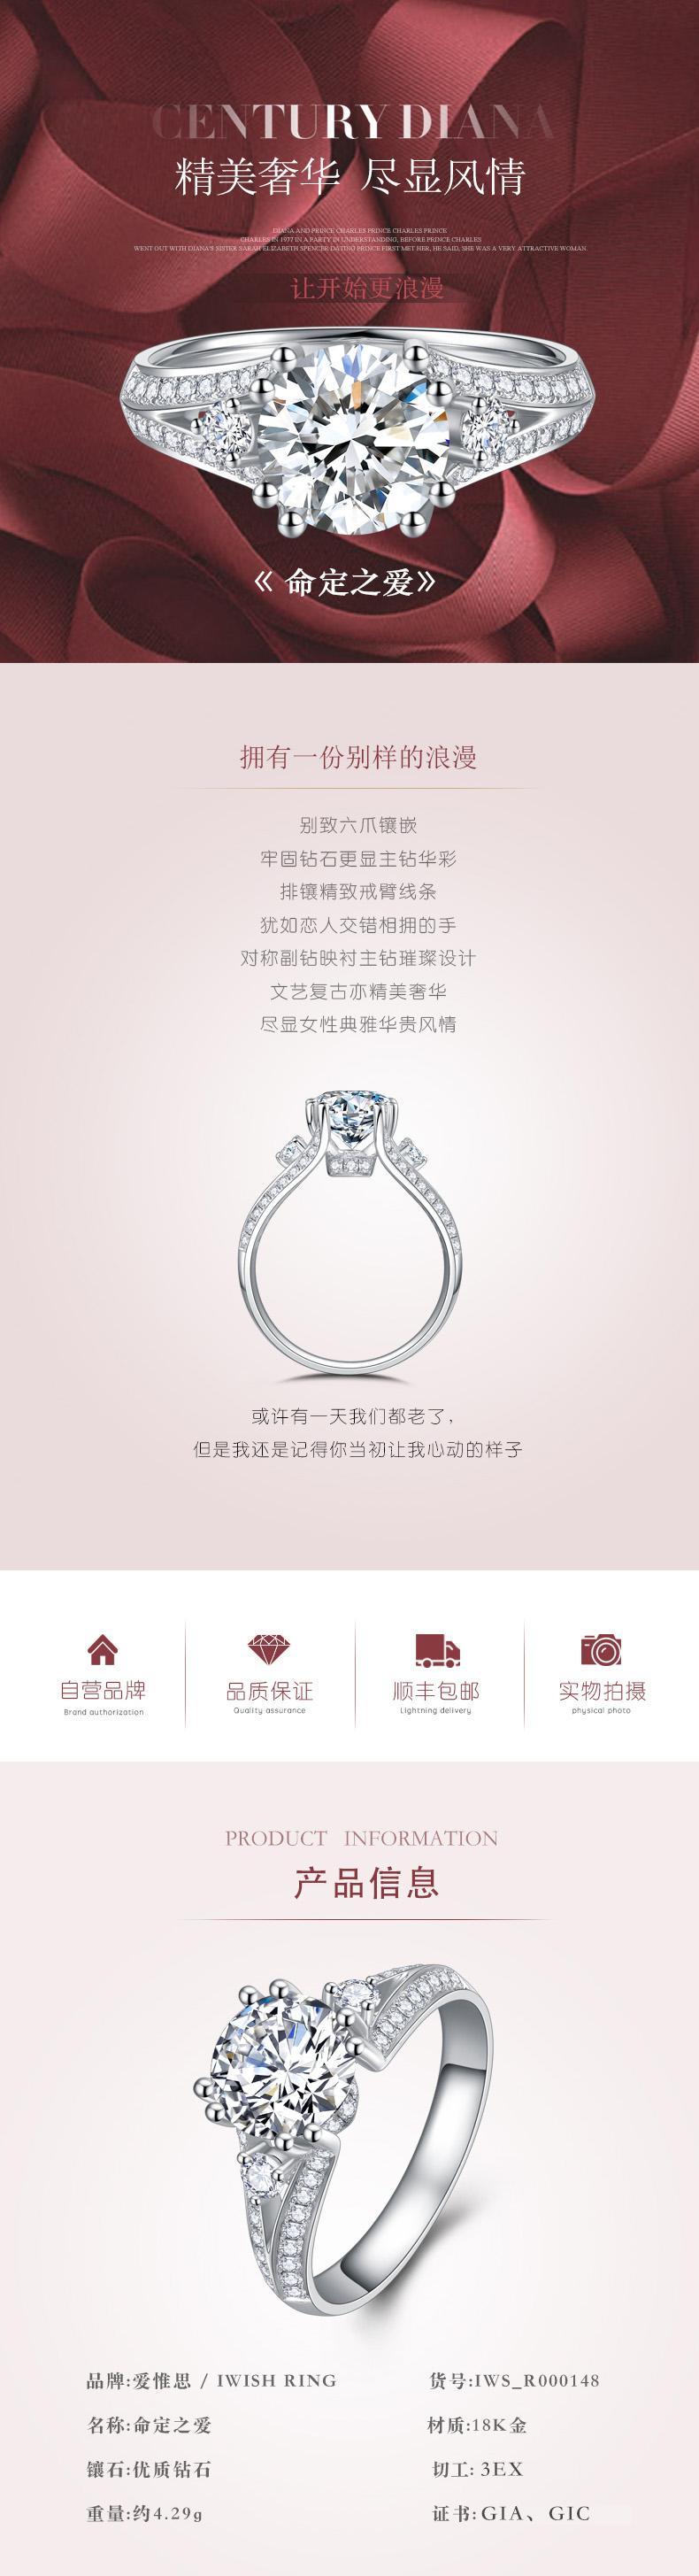 CENTURY DIANA
精美奢华 尽显风情
DIANA AND PRINCE CHARLES PRINCE CHARLES PRINCE
CHARLES IN 1977 IN A PARTY IN UNDERSTANDING, BEFORE PRINCE CHARLES
WENT OUT WITH DIANA'S SISTER SARAH ELIZABETH SPENCER DATING PRINCE FIRST MET HER, HE SAID, SHE WAS A VERY ATTRACTIVE WOMAN
让开始更浪漫
《 命定之爱》
拥有一份别样的浪漫
别致六爪镶嵌
牢固钻石更显主钻华彩
排镶精致戒臂线条
犹如恋人交错相拥的手
对称副钻映衬主钻璀璨设计
文艺复古亦精美奢华
尽显女性典雅华贵风情
或许有一天我们都老了，
但是我还是记得你当初让我心动的样子
自营品牌
Brand authorization
品质保证
Quality assurance
顺丰包邮
Lightning delivery
实物拍摄
physical photo
PRODUCT INFORMATION
产品信息
品牌:爱惟思 / IWISH RING
货号:IWS_R000148
名称:命定之爱
材质:18K金
镶石:优质钻石
切工: 3EX
重量:约4.29g
证书:GIA、GIC